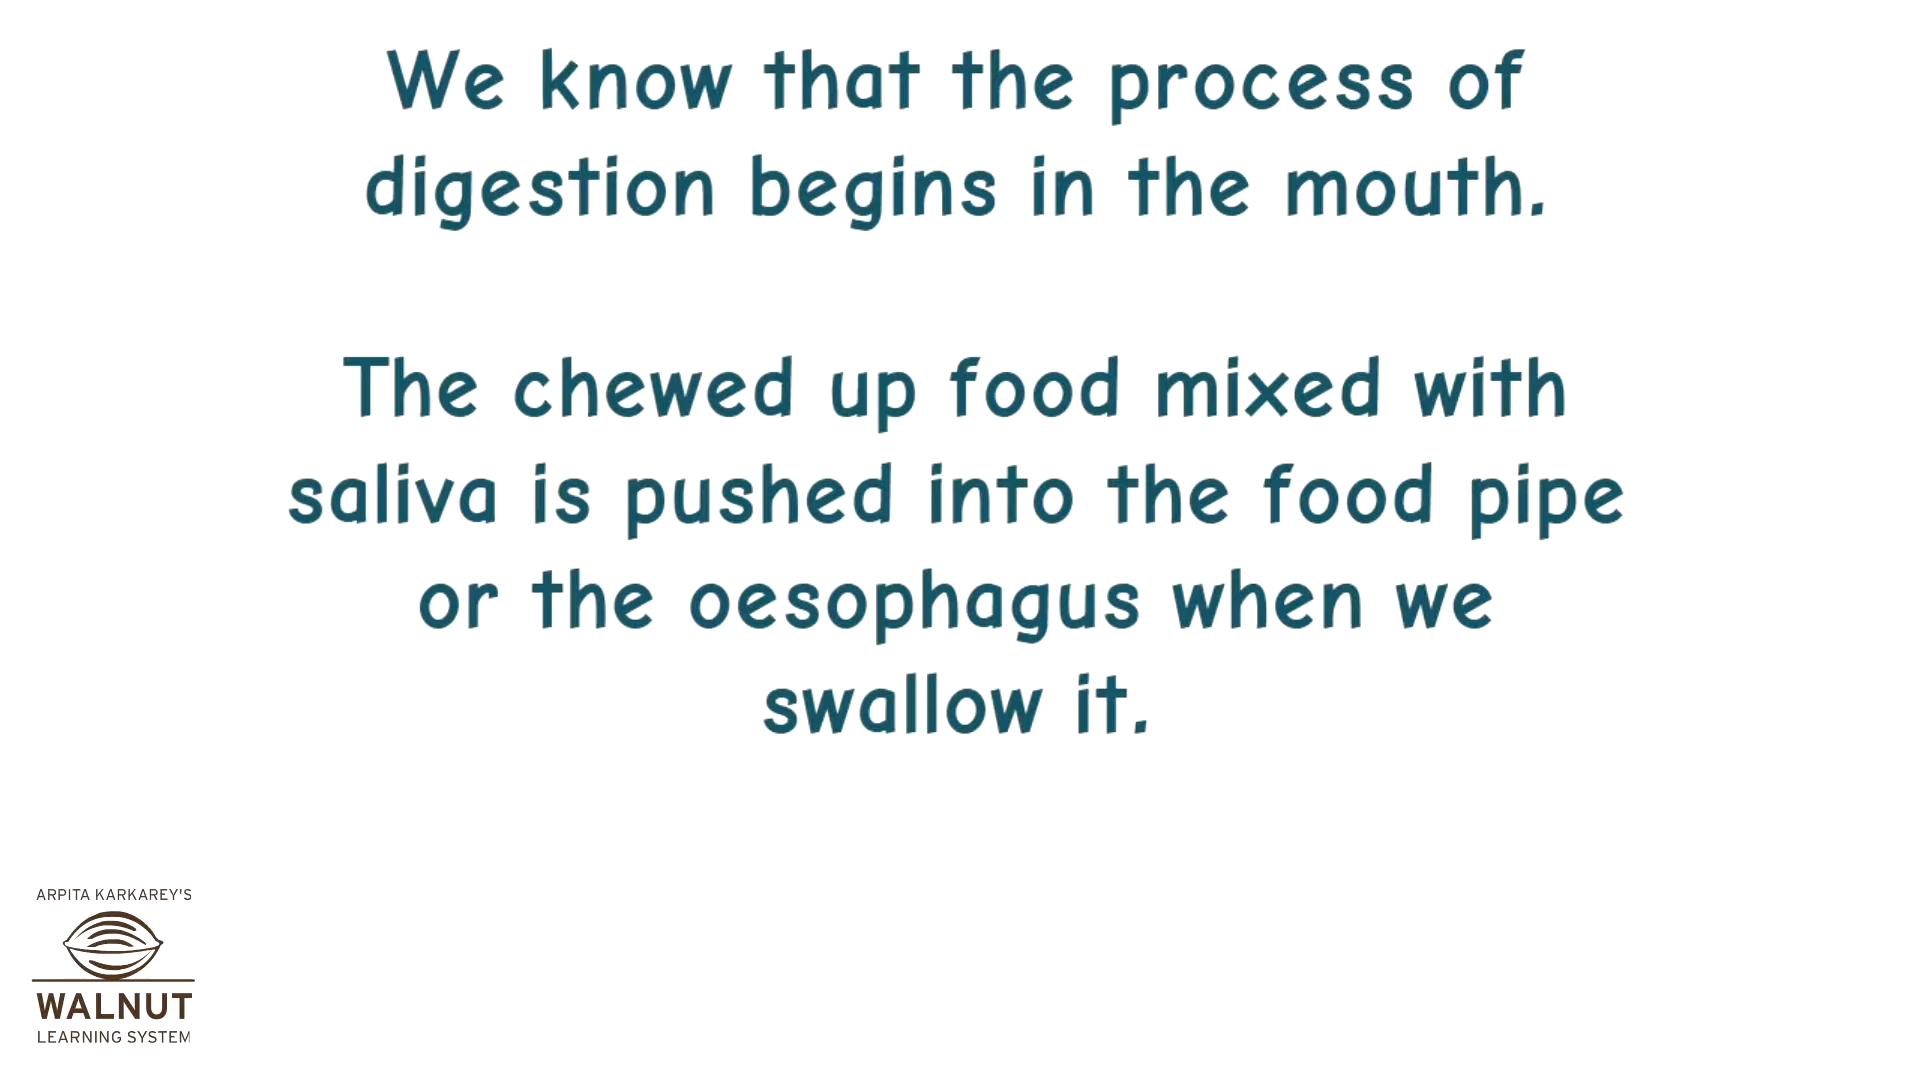 We know that the process of
digestion begins in the mouth.
The chewed up food mixed with
saliva is pushed into the food pipe
or the oesophagus when we
swallow it.
ARPITA KARKAREY'S
WALNUT
LEARNING SYSTEM